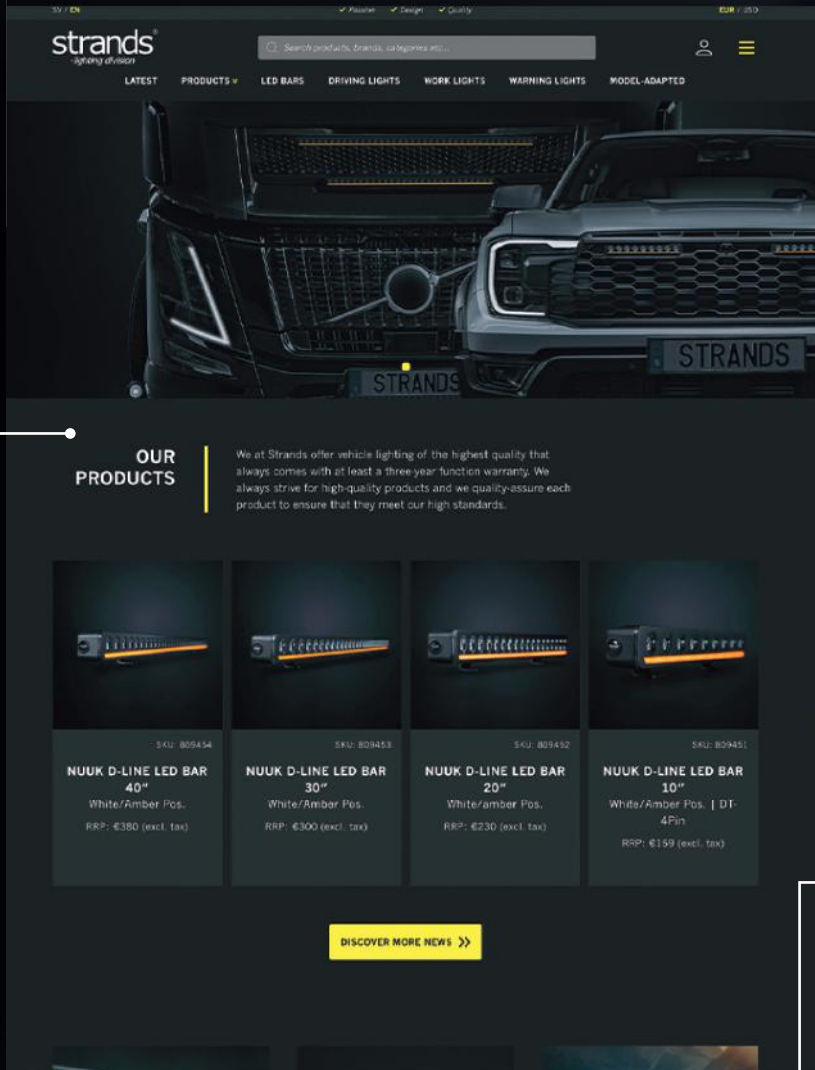 SV / EN
Passion
Design
Quality
EUR / USD
strands®
-lighting division
Search products, brands, categories etc...
LATEST
PRODUCTS
LED BARS
DRIVING LIGHTS
WORK LIGHTS
WARNING LIGHTS
MODEL-ADAPTED
STRANDS
STRANDS
OUR
PRODUCTS
We at Strands offer vehicle lighting of the highest quality that
always comes with at least a three-year function warranty. We
always strive for high-quality products and we quality-assure each
product to ensure that they meet our high standards.
SKU: 809454
NUUK D-LINE LED BAR
40"
White/Amber Pos.
RRP: €380 (excl. tax)
SKU: 809453
NUUK D-LINE LED BAR
30"
White/Amber Pos.
RRP: €300 (excl. tax)
SKU: 809452
NUUK D-LINE LED BAR
20"
White/amber Pos.
RRP: €230 (excl. tax)
SKU: 809451
NUUK D-LINE LED BAR
10"
White/Amber Pos. | DT-
4Pin
RRP: €159 (excl. tax)
DISCOVER MORE NEWS